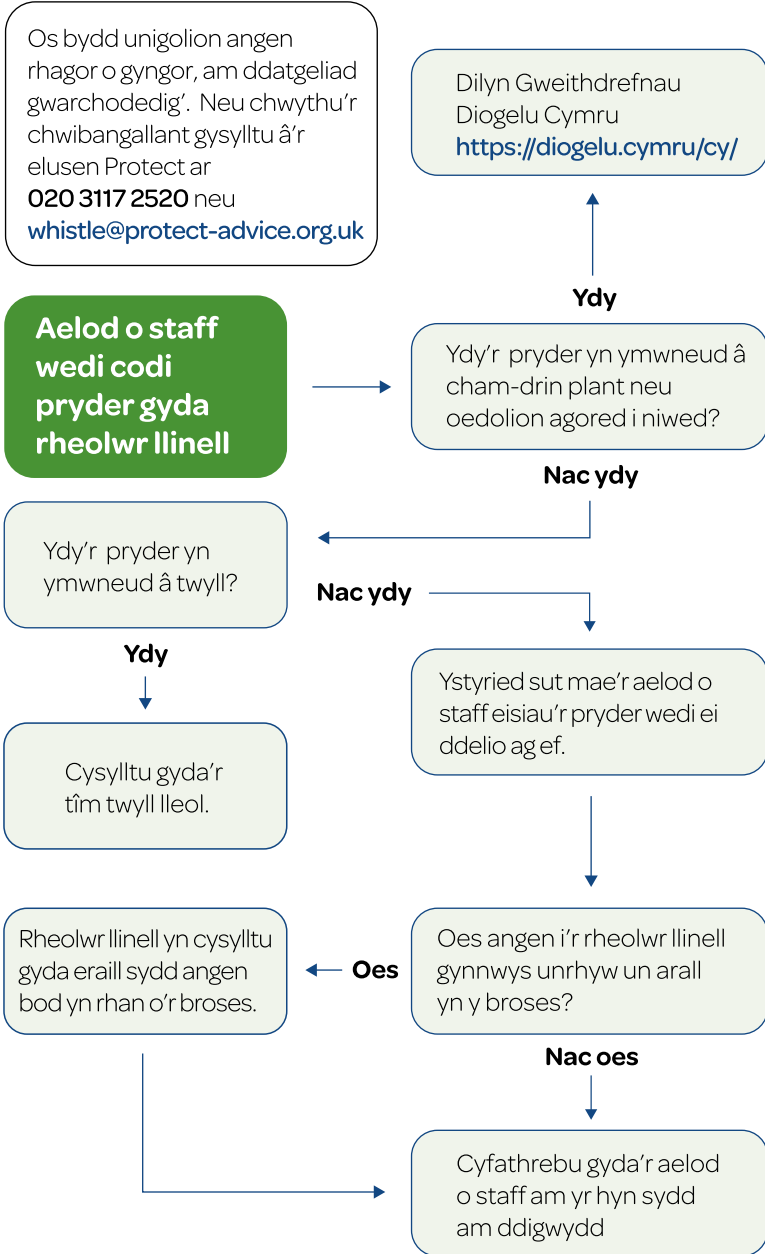 Os bydd unigolion angen
rhagor o gyngor, am ddatgeliad
gwarchodedig’. Neu chwythu’r
chwibangallant gysylltu â’r
elusen Protect ar
020 3117 2520 neu
whistle@protect-advice.org.uk
Dilyn Gweithdrefnau
Diogelu Cymru
https://diogelu.cymru/cy/
Ydy
Aelod o staff
wedi codi
pryder gyda
rheolwr llinell
Ydy’r pryder yn ymwneud â
cham-drin plant neu
oedolion agored i niwed?
Nac ydy
Ydy’r pryder yn
ymwneud â twyll?
Nac ydy
Ydy
Ystyried sut mae’r aelod o
staff eisiau’r pryder wedi ei
ddelio ag ef.
Cysylltu gyda’r
tîm twyll lleol.
Oes angen i’r rheolwr llinell
gynnwys unrhyw un arall
yn y broses?
Oes
Rheolwr llinell yn cysylltu
gyda eraill sydd angen
bod yn rhan o’r broses.
Nac oes
Cyfathrebu gyda’r aelod
o staff am yr hyn sydd
am ddigwydd